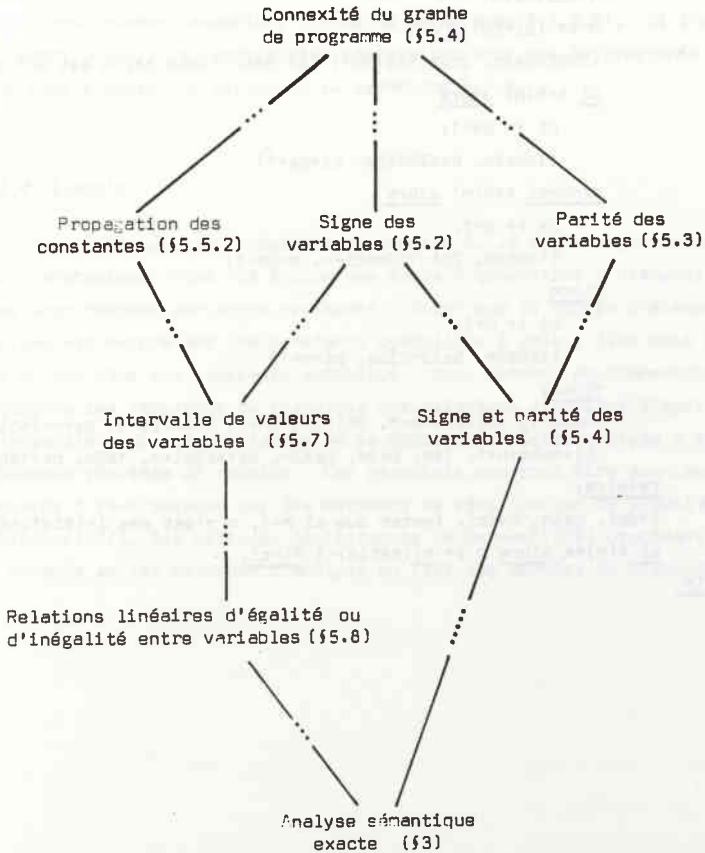 Connexité du graphe
de programme (§5.4)
Propagation des
constantes (§5.5.2)
Signe des
variables (§5.2)
Parité des
variables (§5.3)
Intervalle de valeurs
des variables (§5.7)
Signe et parité des
variables (§5.4)
Relations linéaires d'égalité ou
d'inégalité entre variables (§5.8)
Analyse sémantique
exacte (§3)